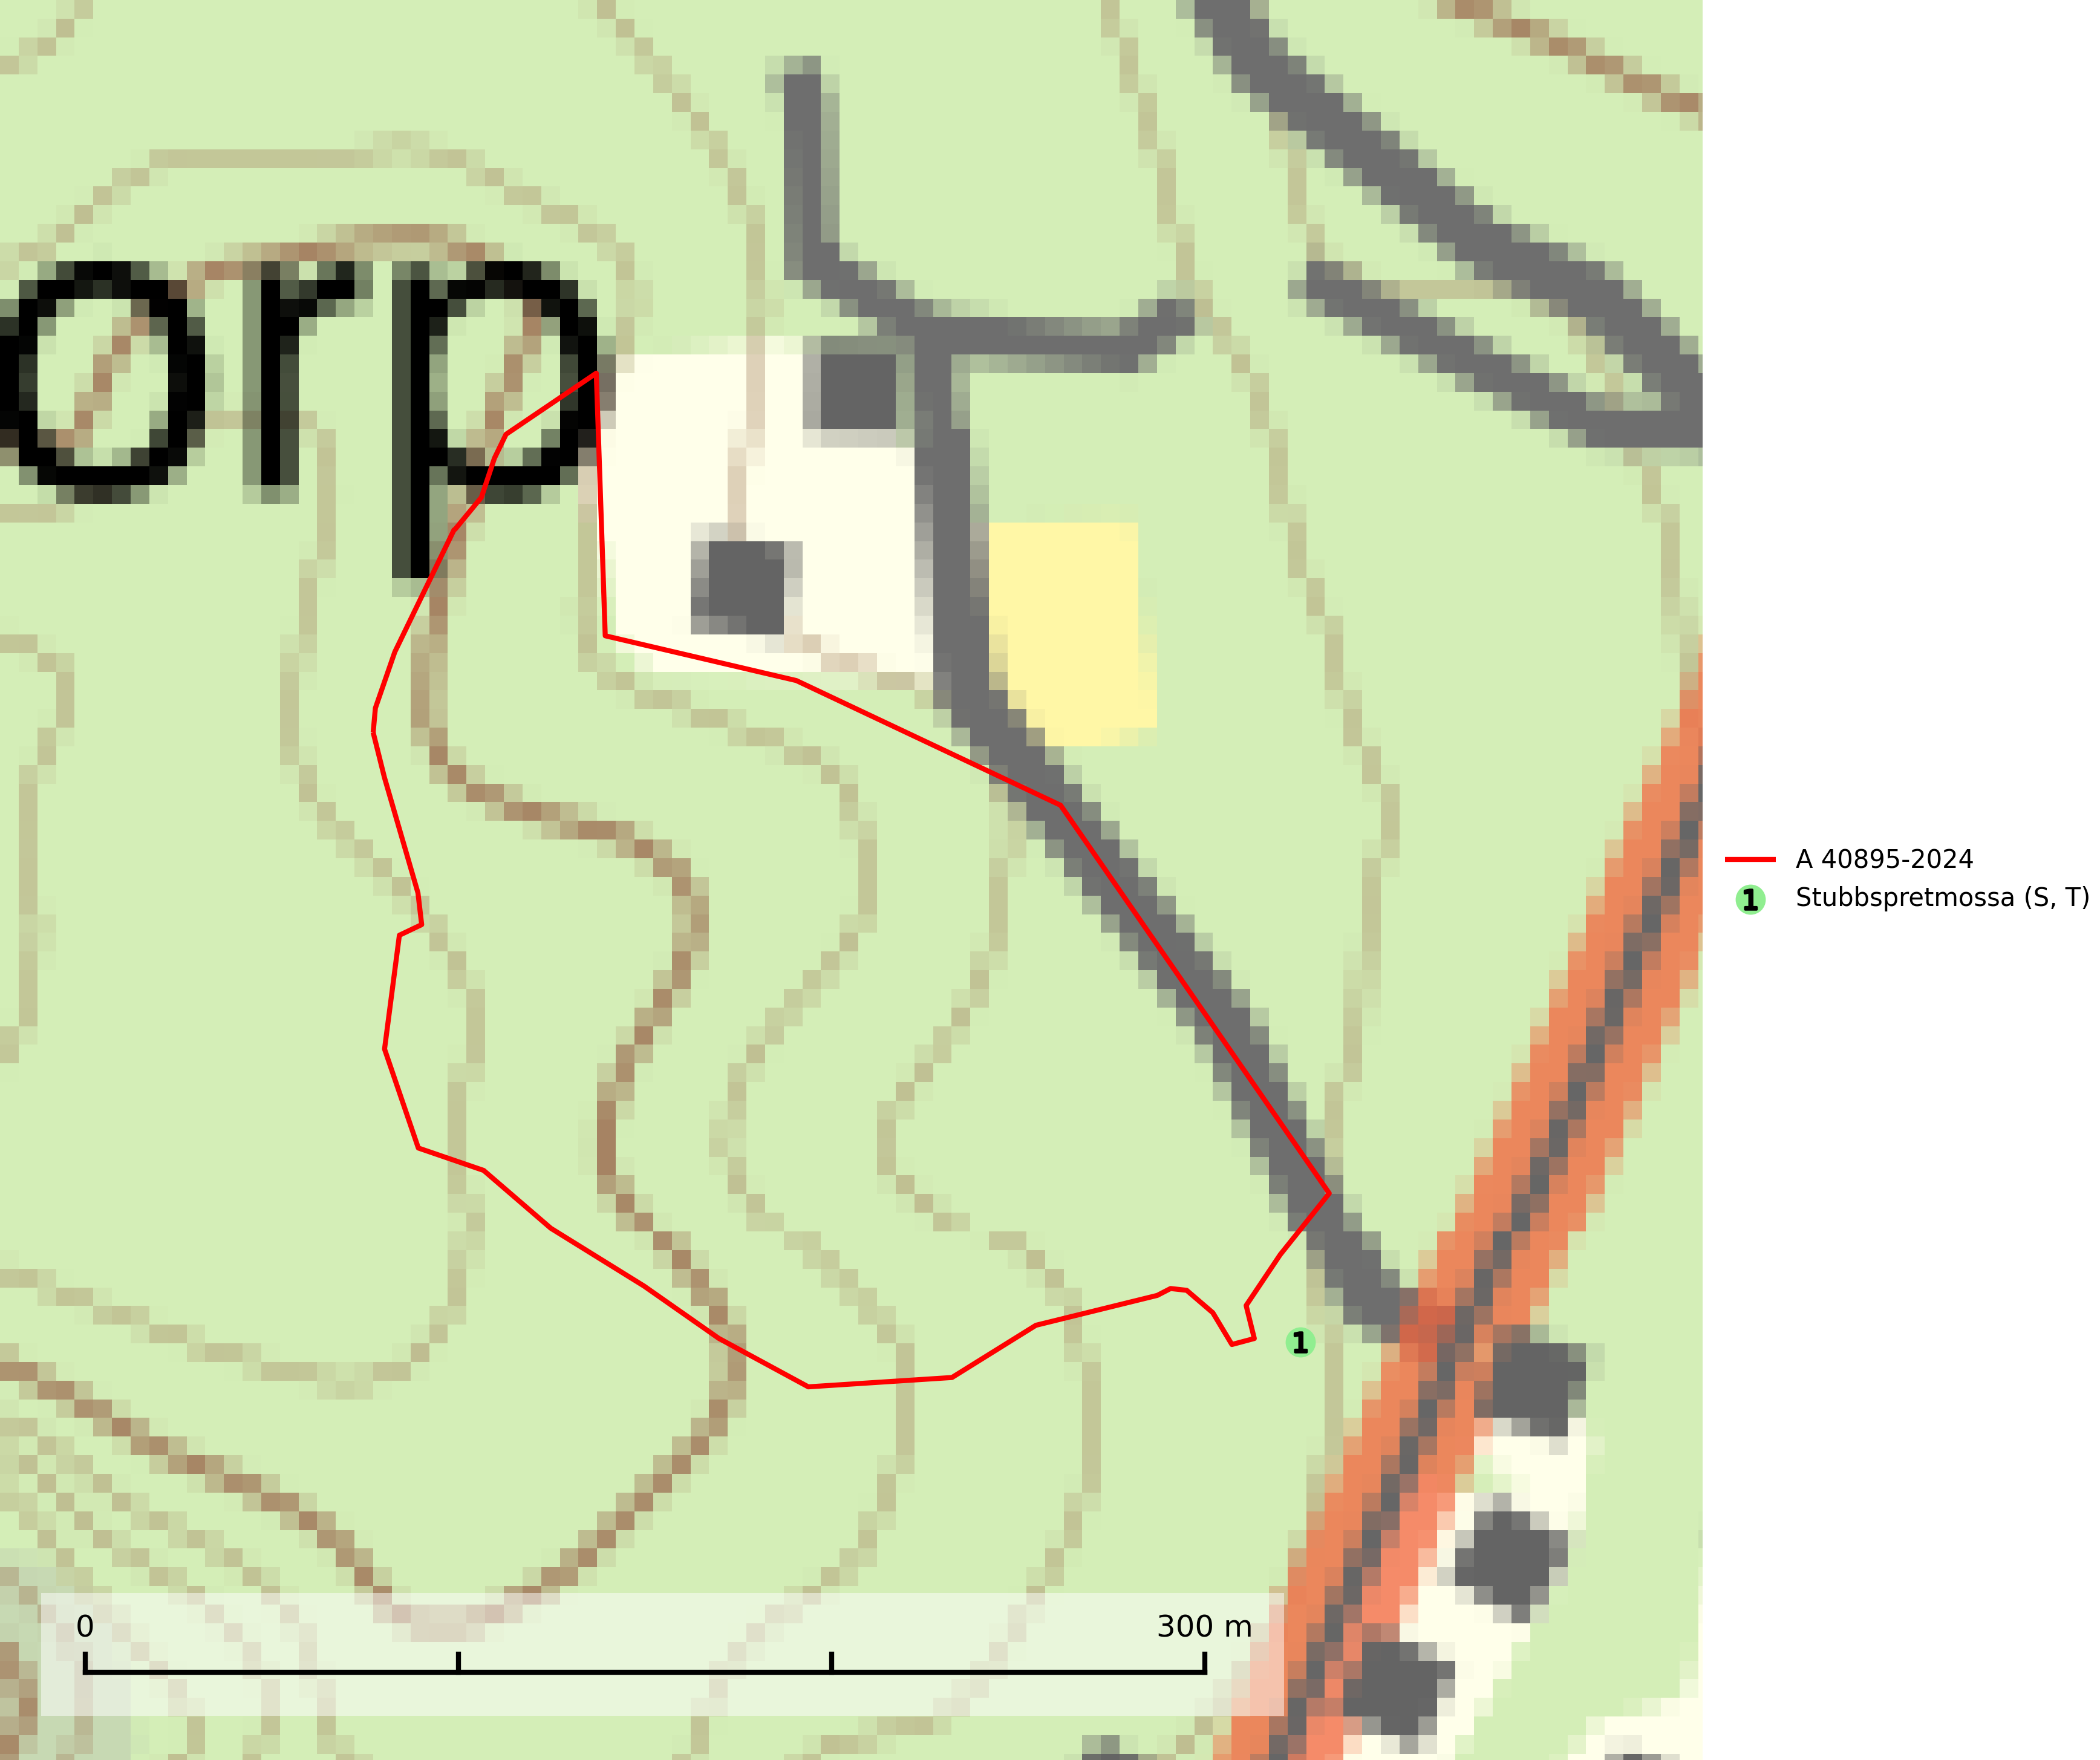 orp
A 40895-2024
1 Stubbspretmossa (S, T)
1
0 300 m